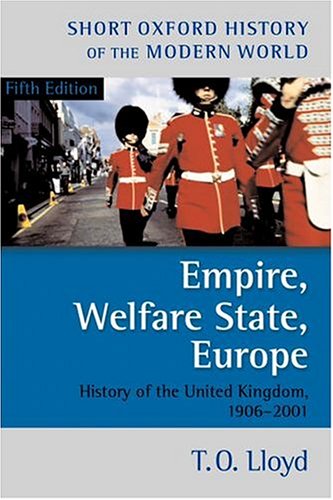 SHORT OXFORD HISTORY
OF THE MODERN WORLD
Fifth Edition
Empire,
Welfare State,
Europe
History of the United Kingdom,
1906–2001
T. O. Lloyd